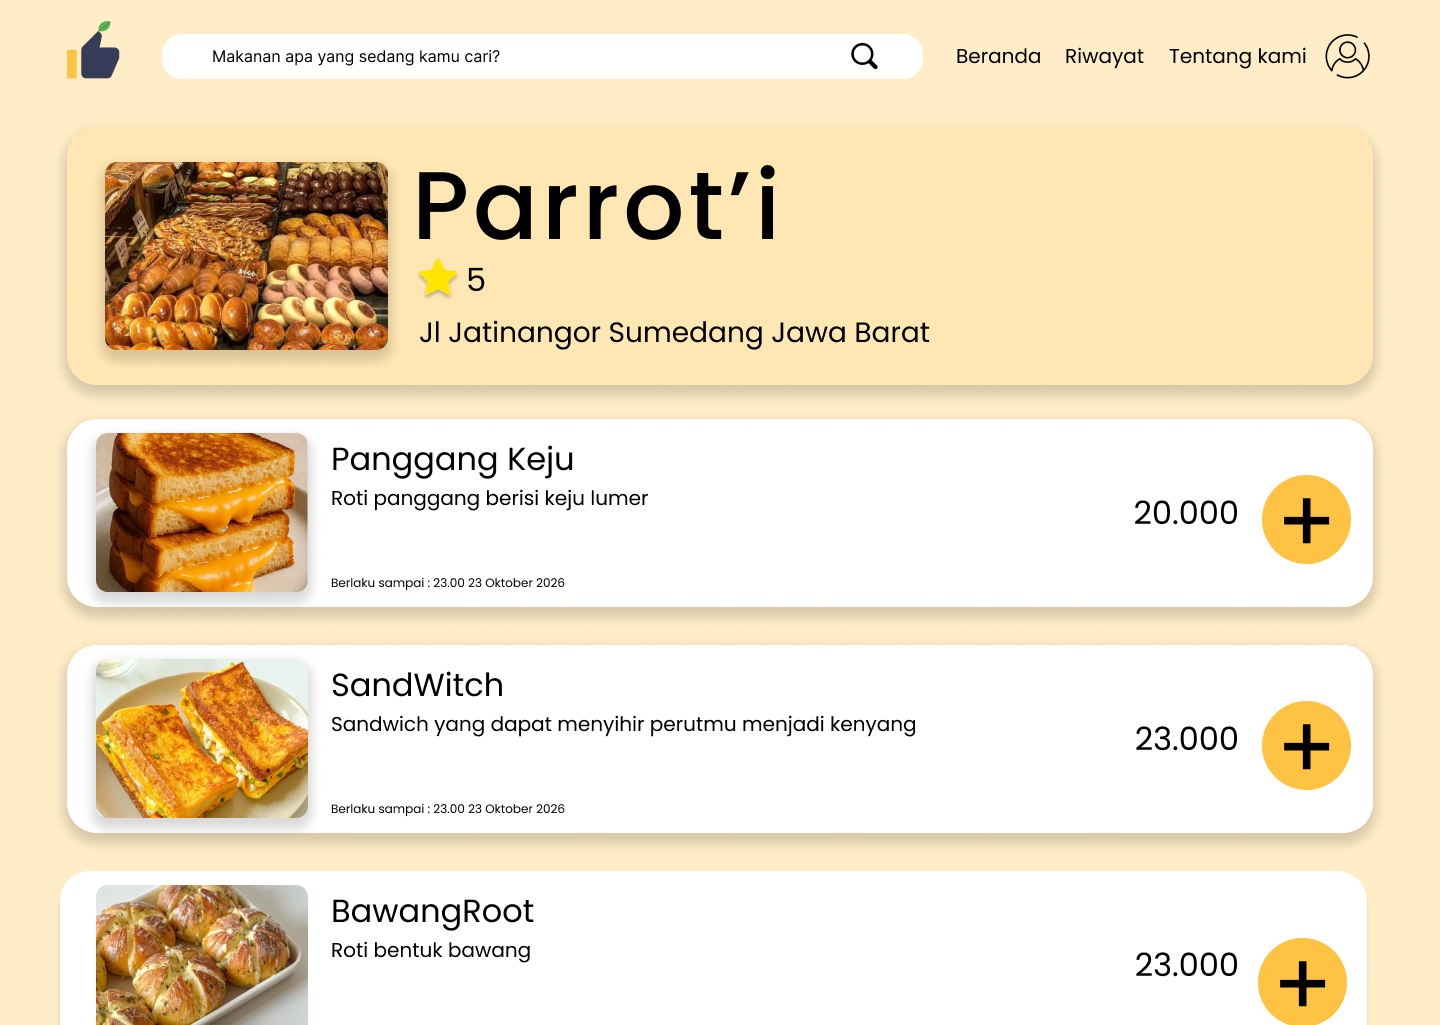 Makanan apa yang sedang kamu cari?
Beranda Riwayat Tentang kami
Parrot’i
5
Jl Jatinangor Sumedang Jawa Barat
Panggang Keju
Roti panggang berisi keju lumer
20.000
Berlaku sampai : 23.00 23 Oktober 2026
SandWitch
Sandwich yang dapat menyihir perutmu menjadi kenyang
23.000
Berlaku sampai : 23.00 23 Oktober 2026
BawangRoot
Roti bentuk bawang
23.000